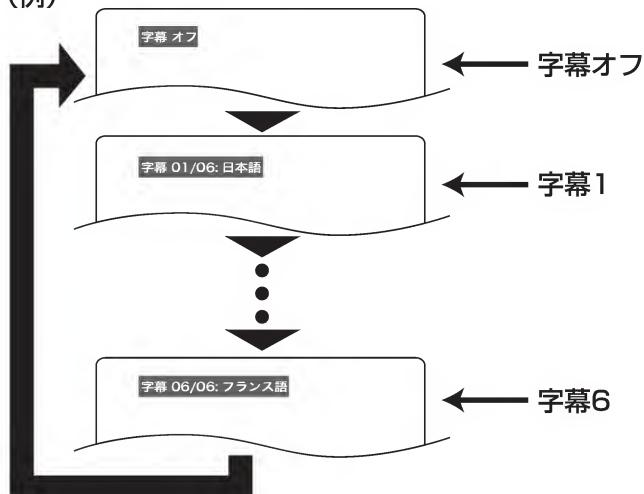 (例)
字幕 オフ
字幕オフ
字幕 01/06: 日本語
字幕1
字幕 06/06: フランス語
字幕6